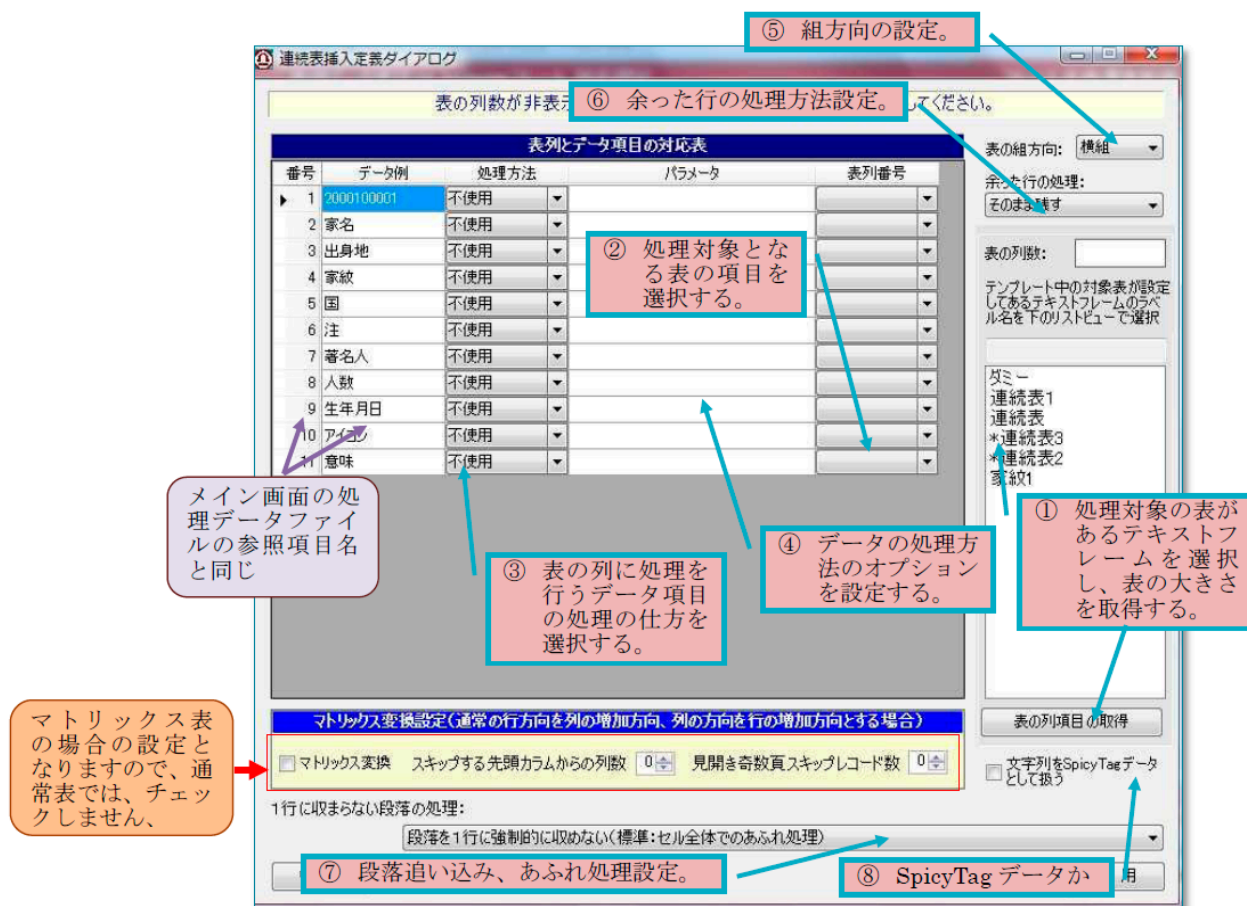 ⑤ 組方向の設定。
連続表挿入定義ダイアログ
表の列数が非表示
⑥ 余った行の処理方法設定。
してください。
表列とデータ項目の対応表
番号 データ例 処理方法 パラメータ 表列番号
1 2000100001 不使用
2 家名 不使用
3 出身地 不使用
4 家紋 不使用
5 国 不使用
6 注 不使用
7 著名人 不使用
8 人数 不使用
9 生年月日 不使用
10 アイコン 不使用
11 意味 不使用
表の組方向: 横組
余った行の処理:
そのまま残す
表の列数:
テンプレート中の対象表が設定
してあるテキストフレームのラベ
ル名を下のリストビューで選択
ダミー
連続表1
連続表
*連続表3
*連続表2
家紋1
② 処理対象とな
る表の項目を
選択する。
メイン画面の処
理データファイ
ルの参照項目名
と同じ
③ 表の列に処理を
行うデータ項目
の処理の仕方を
選択する。
④ データの処理方
法のオプション
を設定する。
① 処理対象の表が
あるテキストフ
レームを選択
し、表の大きさ
を取得する。
表の列項目の取得
マトリックス表
の場合の設定と
なりますので、通
常表では、チェッ
クしません、
マトリックス変換設定(通常の行方向を列の増加方向、列の方向を行の増加方向とする場合)
マトリックス変換 スキップする先頭カラムからの列数 0 見開き奇数頁スキップレコード数 0
文字列をSpicyTagデータ
として扱う
1行に収まらない段落の処理:
段落を1行に強制的に収めない(標準:セル全体でのあふれ処理)
⑦ 段落追い込み、あふれ処理設定。
⑧ SpicyTag データか
用